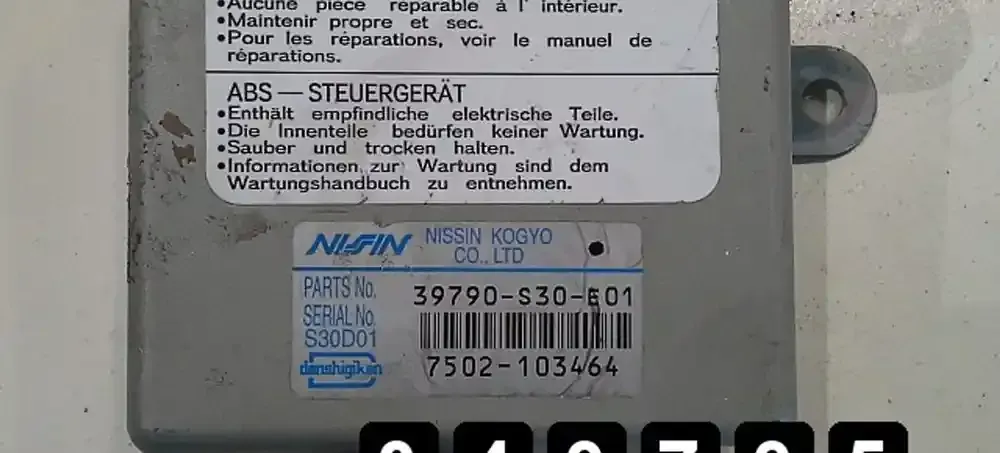 •Aucune pièce réparable à l' intérieur.
•Maintenir propre et sec.
•Pour les réparations, voir le manuel de
réparations.
ABS — STEUERGERÄT
•Enthält empfindliche elektrische Teile.
•Die Innenteile bedürfen keiner Wartung.
•Sauber und trocken halten.
•Informationen zur Wartung sind dem
Wartungshandbuch zu entnehmen.
NISSIN NISSIN KOGYO
CO., LTD
PARTS No. 39790-S30-E01
SERIAL No.
S30D01
denshigiken 7502-103464